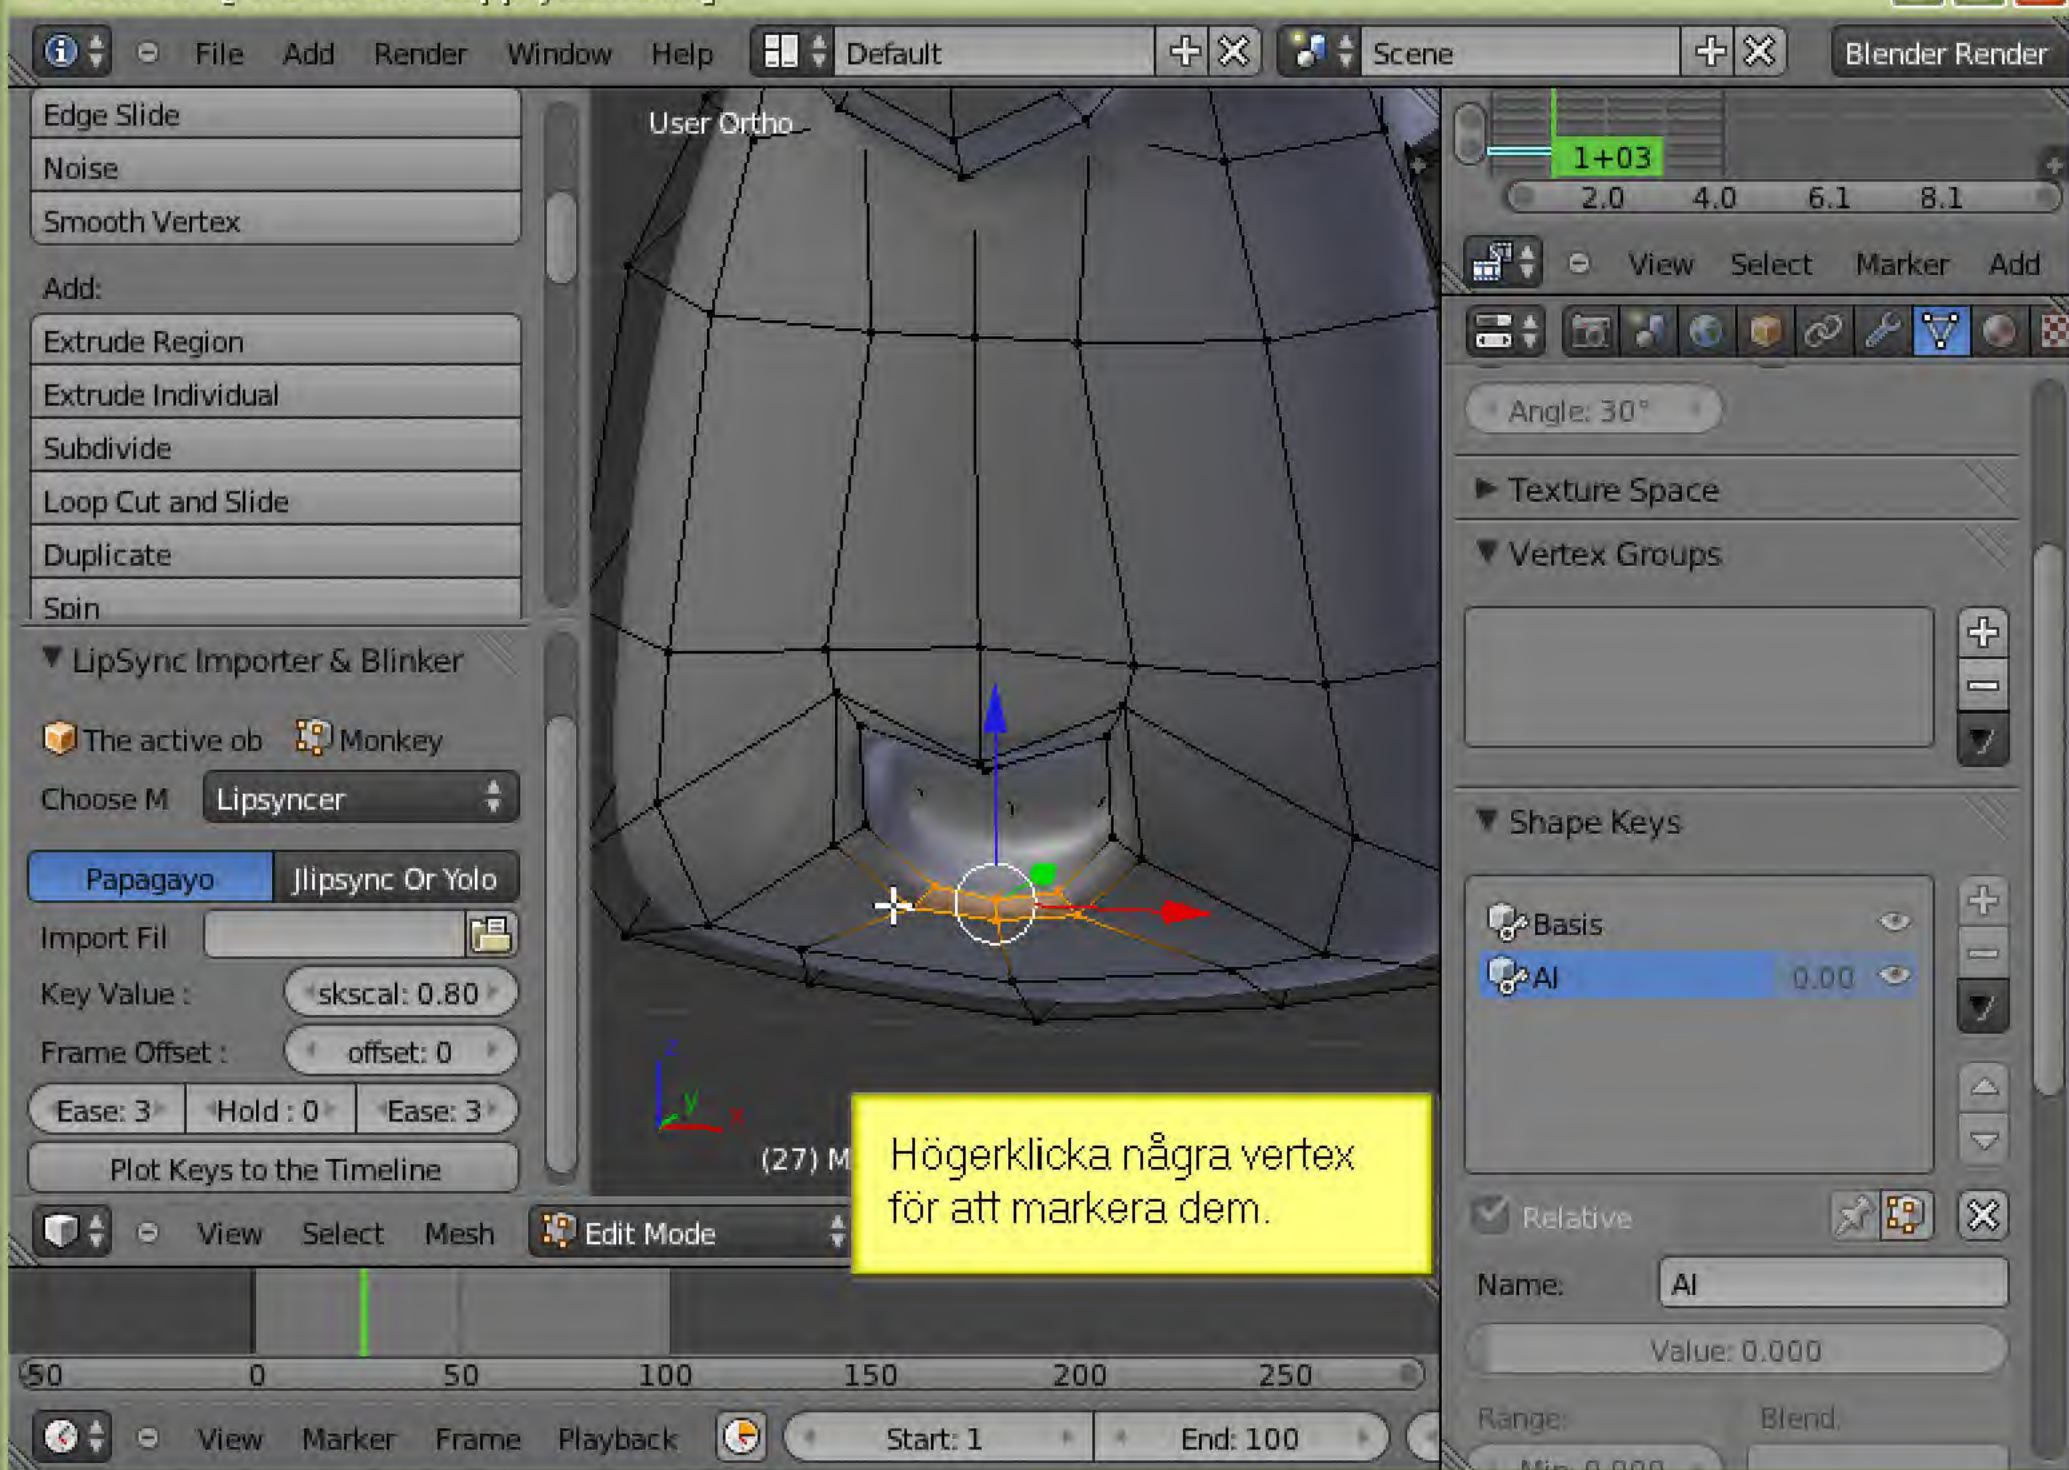 File Add Render Window Help Default Scene Blender Render
Edge Slide
Noise
Smooth Vertex
Add:
Extrude Region
Extrude Individual
Subdivide
Loop Cut and Slide
Duplicate
Spin
LipSync Importer & Blinker
The active ob Monkey
Choose M Lipsyncer
Papagayo Jlipsync Or Yolo
Import Fil
Key Value : skscal: 0.80
Frame Offset : offset: 0
Ease: 3 Hold : 0 Ease: 3
Plot Keys to the Timeline
View Select Mesh Edit Mode
User Ortho
z
y
x
(27) M
Högerklicka några vertex
för att markera dem.
1+03
2.0 4.0 6.1 8.1
View Select Marker Add
Angle: 30°
Texture Space
Vertex Groups
Shape Keys
Basis
AI 0.00
Relative
Name: AI
Value: 0.000
Range: Blend:
Min: 0.000
-50 0 50 100 150 200 250
View Marker Frame Playback Start: 1 End: 100